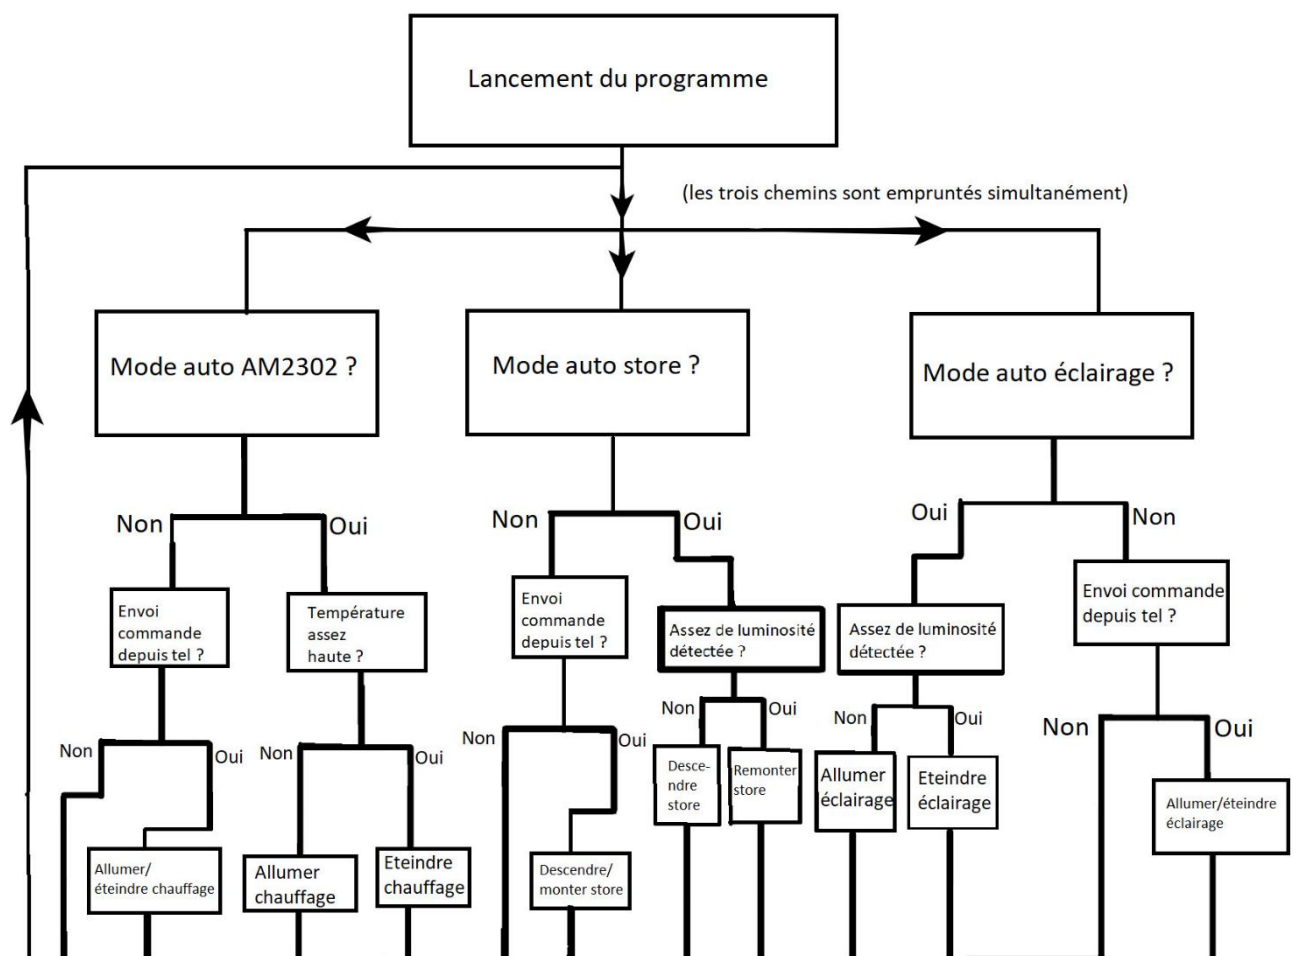 Lancement du programme
(les trois chemins sont empruntés simultanément)
Mode auto AM2302 ?
Mode auto store ?
Mode auto éclairage ?
Non
Oui
Non
Oui
Oui
Non
Envoi
commande
depuis tel ?
Température
assez
haute ?
Envoi
commande
depuis tel ?
Assez de luminosité
détectée ?
Assez de luminosité
détectée ?
Envoi commande
depuis tel ?
Non
Oui
Non
Oui
Non
Oui
Non
Oui
Non
Oui
Non
Oui
Allumer/
éteindre chauffage
Allumer
chauffage
Eteindre
chauffage
Descendre/
monter store
Desce-
ndre
store
Remonter
store
Allumer
éclairage
Eteindre
éclairage
Allumer/éteindre
éclairage